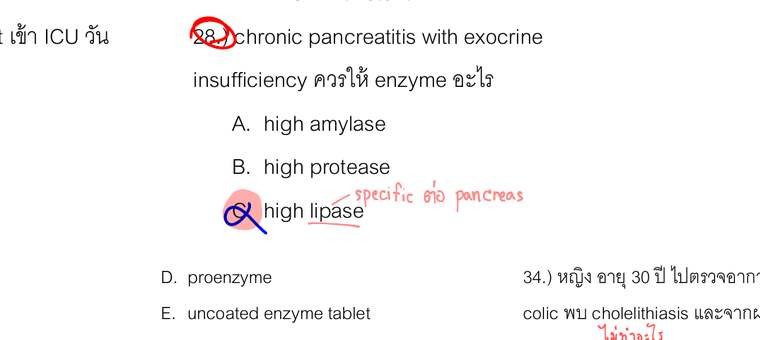 t เข้า ICU วัน
28.) chronic pancreatitis with exocrine
insufficiency ควรให้ enzyme อะไร
A. high amylase
B. high protease
C. high lipase
specific ต่อ pancreas
D. proenzyme
E. uncoated enzyme tablet
34.) หญิง อายุ 30 ปี ไปตรวจอากา
colic พบ cholelithiasis และจาก
ไม่ทำอะไร